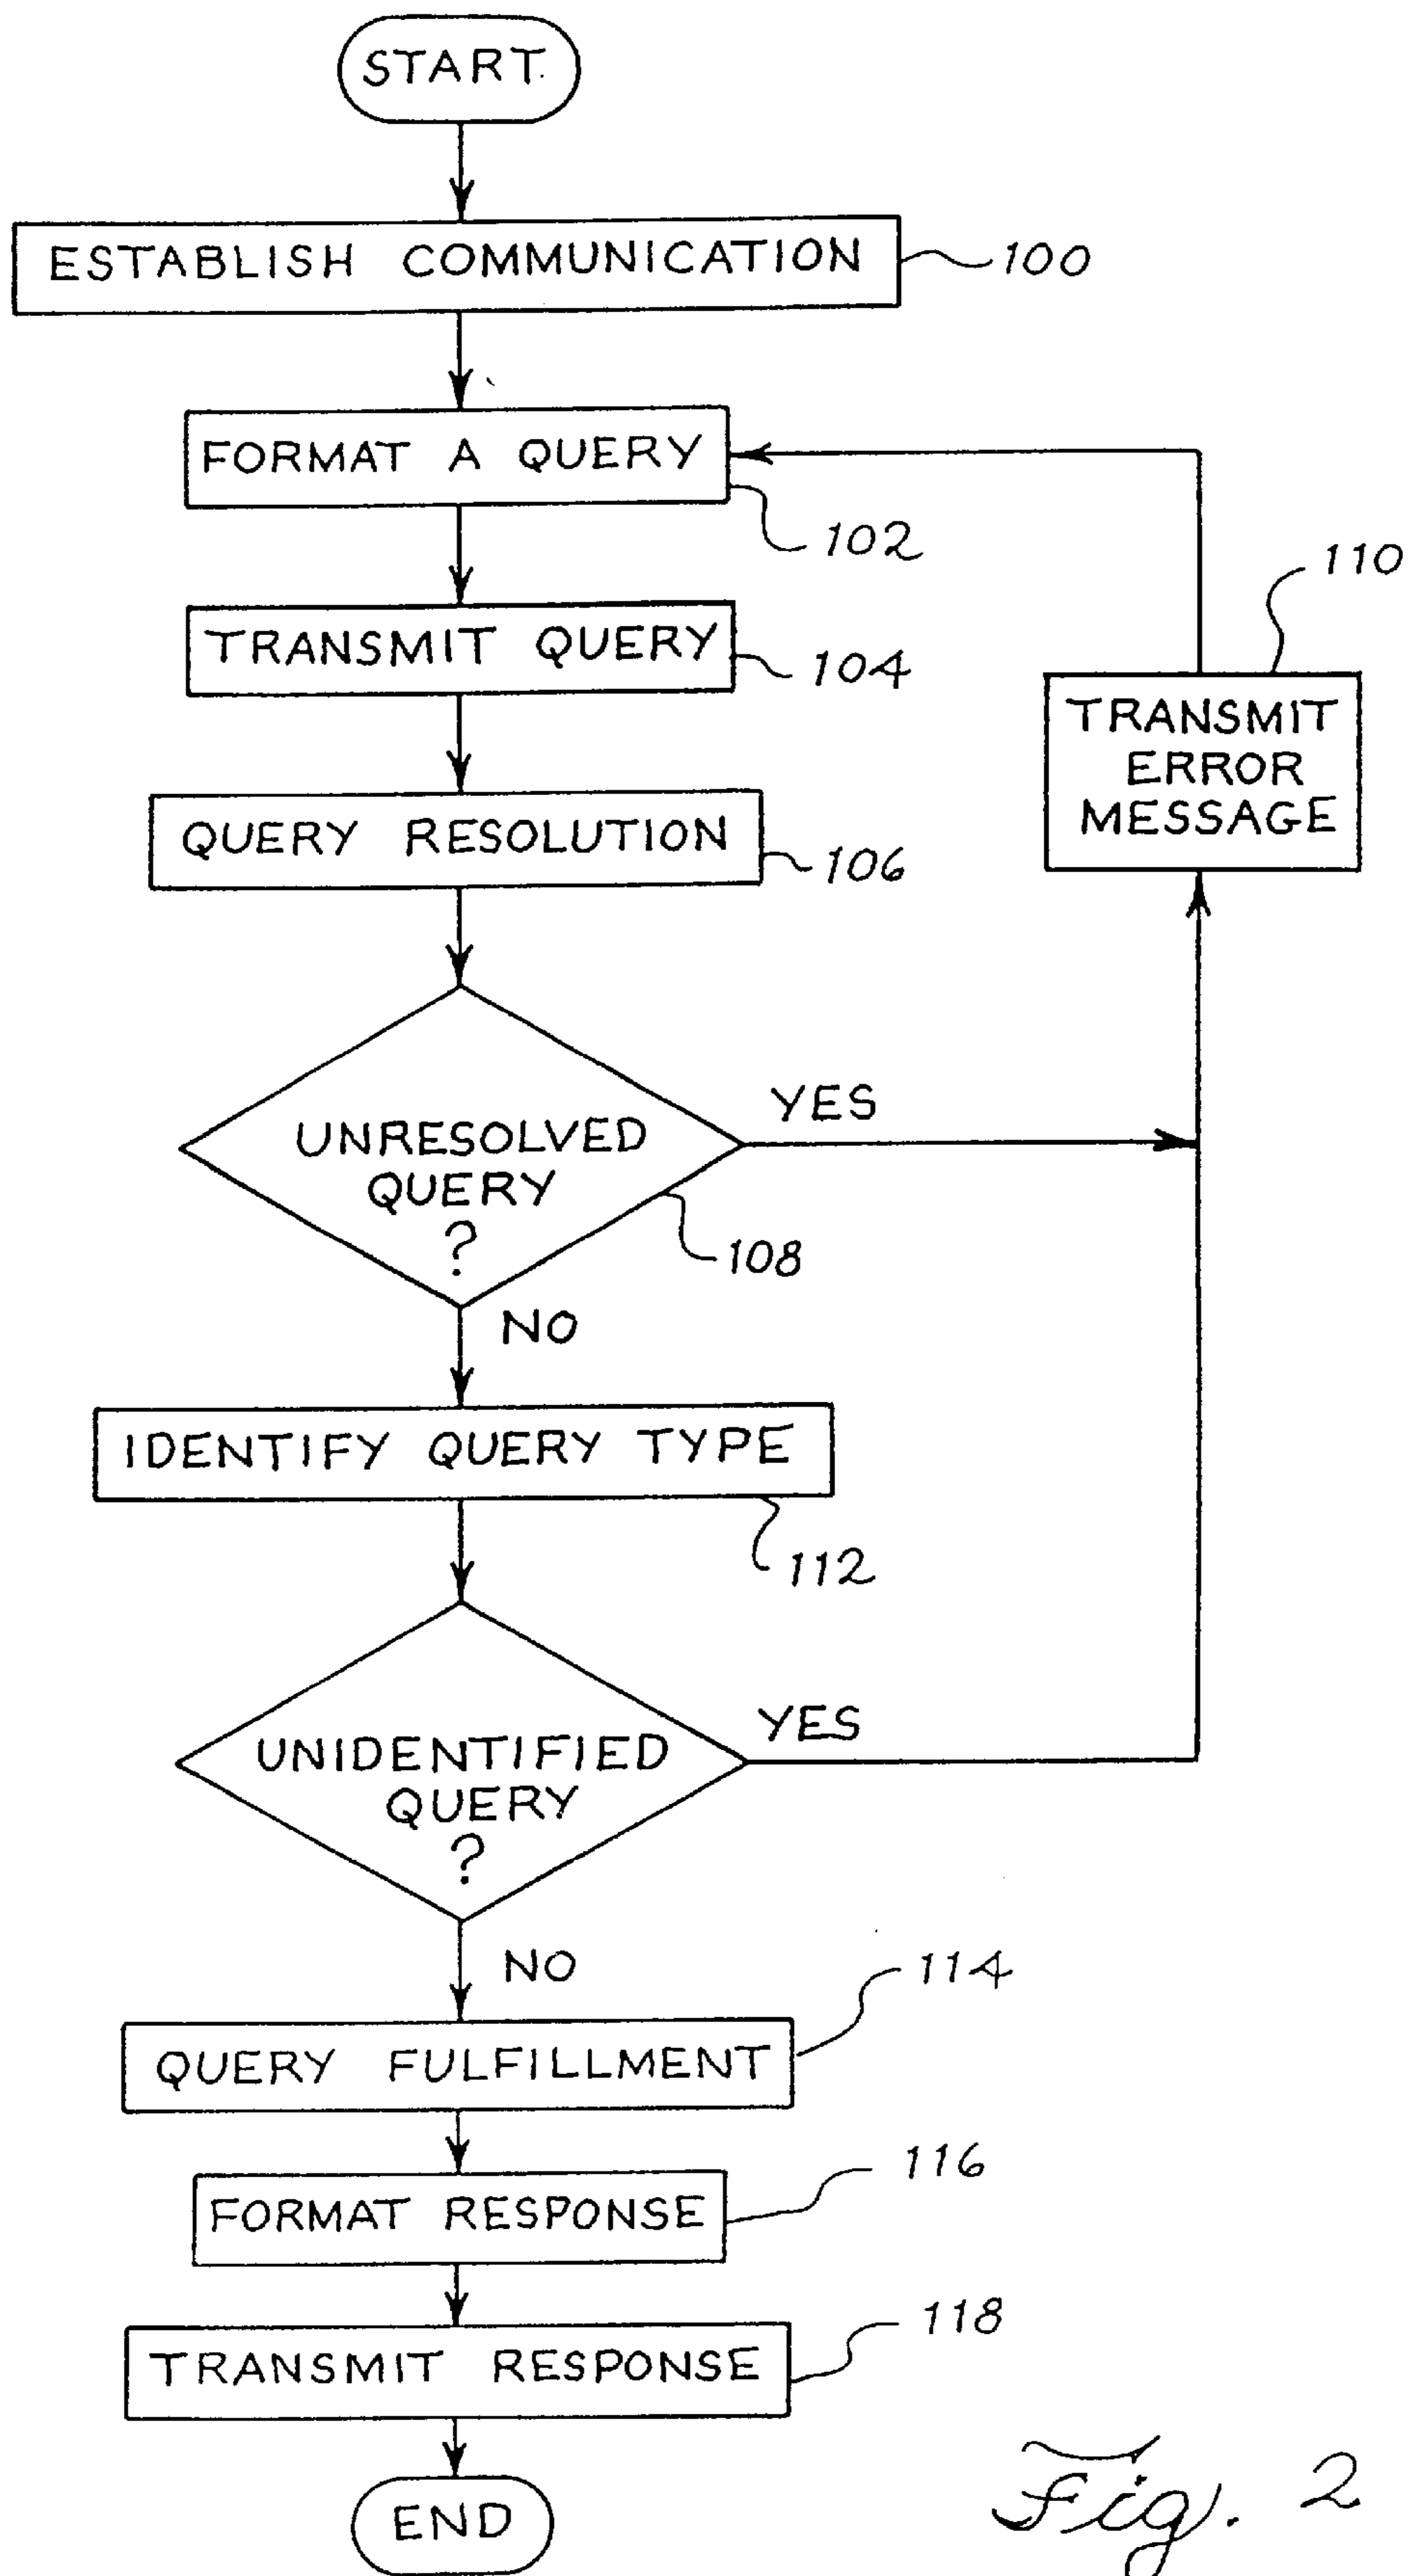 START
ESTABLISH COMMUNICATION
100
FORMAT A QUERY
102
TRANSMIT QUERY
104
110
TRANSMIT
ERROR
MESSAGE
QUERY RESOLUTION
106
UNRESOLVED
QUERY
?
YES
108
NO
IDENTIFY QUERY TYPE
112
UNIDENTIFIED
QUERY
?
YES
NO
114
QUERY FULFILLMENT
116
FORMAT RESPONSE
118
TRANSMIT RESPONSE
END
Fig. 2